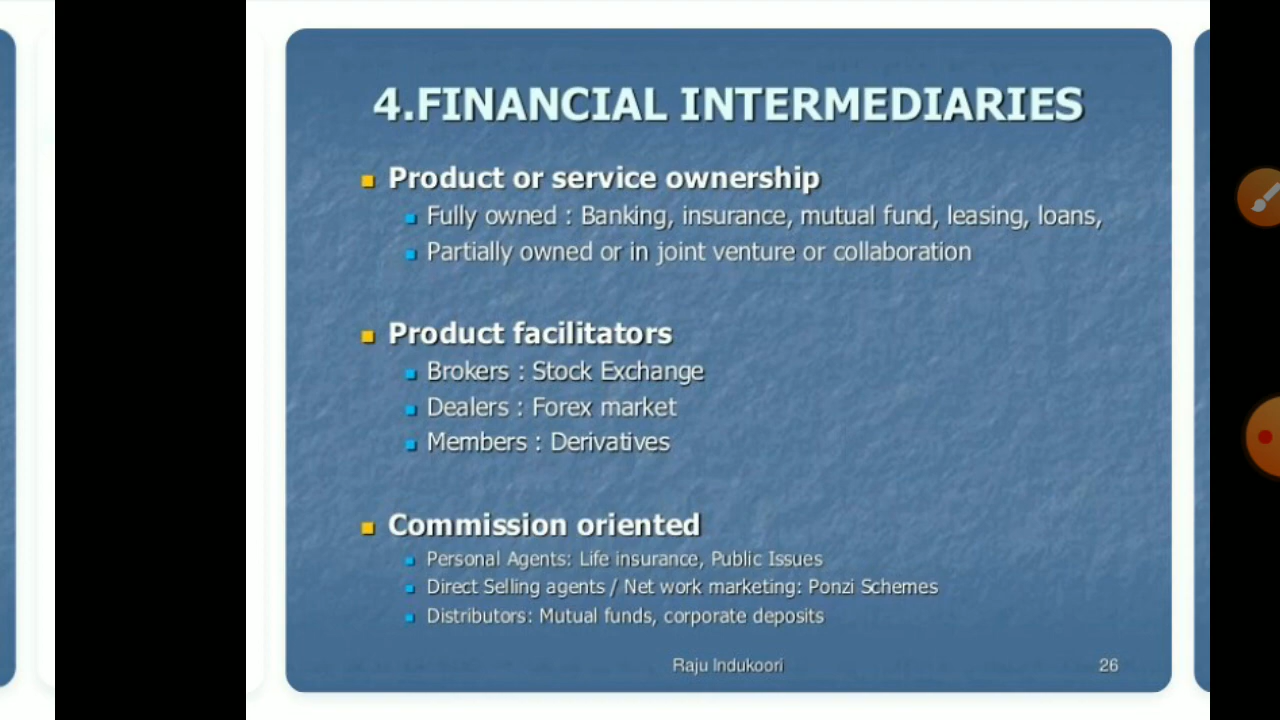 4.FINANCIAL INTERMEDIARIES
Product or service ownership
Fully owned : Banking, insurance, mutual fund, leasing, loans,
Partially owned or in joint venture or collaboration
Product facilitators
Brokers : Stock Exchange
Dealers : Forex market
Members : Derivatives
Commission oriented
Personal Agents: Life insurance, Public Issues
Direct Selling agents / Net work marketing: Ponzi Schemes
Distributors: Mutual funds, corporate deposits
Raju Indukoori
26